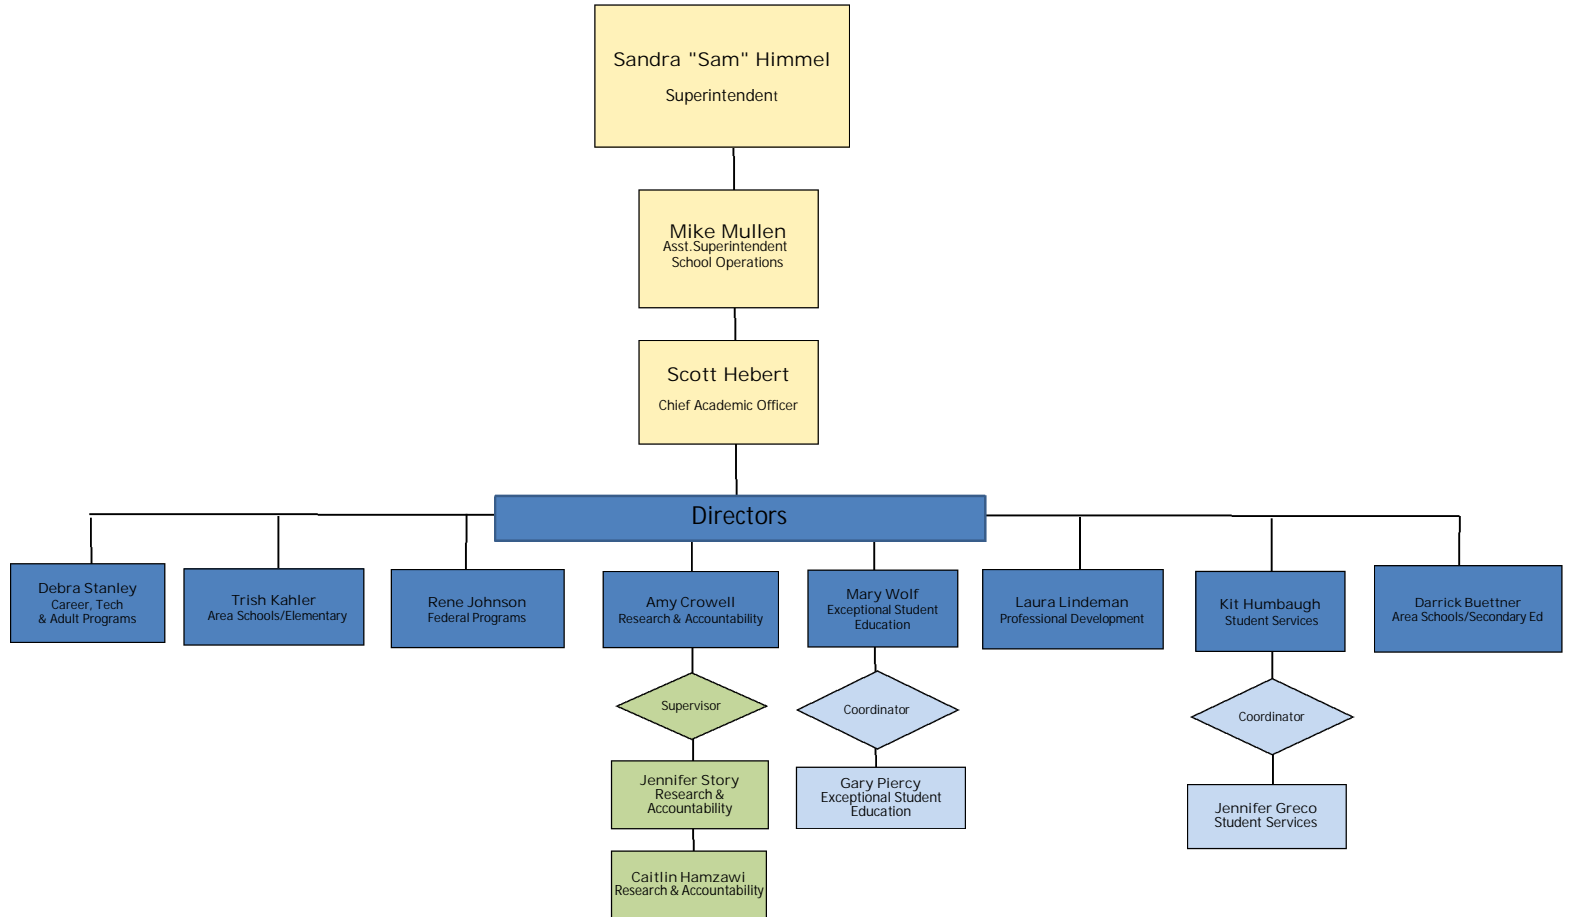 Sandra "Sam" Himmel
Superintendent
Mike Mullen
Asst.Superintendent
School Operations
Scott Hebert
Chief Academic Officer
Directors
Debra Stanley
Career, Tech
& Adult Programs
Trish Kahler
Area Schools/Elementary
Rene Johnson
Federal Programs
Amy Crowell
Research & Accountability
Mary Wolf
Exceptional Student
Education
Laura Lindeman
Professional Development
Kit Humbaugh
Student Services
Darrick Buettner
Area Schools/Secondary Ed
Supervisor
Coordinator
Coordinator
Jennifer Story
Research &
Accountability
Gary Piercy
Exceptional Student
Education
Jennifer Greco
Student Services
Caitlin Hamzawi
Research & Accountability